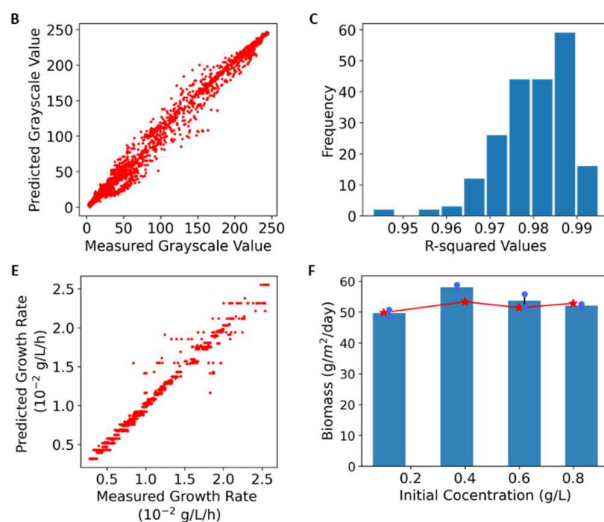 B
250
200
150
100
50
0
0 50 100 150 200 250
Predicted Grayscale Value
Measured Grayscale Value
C
60
50
40
30
20
10
0
0.95 0.96 0.97 0.98 0.99
Frequency
R-squared Values
E
2.5
2.0
1.5
1.0
0.5
0.5 1.0 1.5 2.0 2.5
Predicted Growth Rate
(10⁻² g/L/h)
Measured Growth Rate
(10⁻² g/L/h)
F
60
50
40
30
20
10
0
0.2 0.4 0.6 0.8
Biomass (g/m²/day)
Initial Cocentration (g/L)